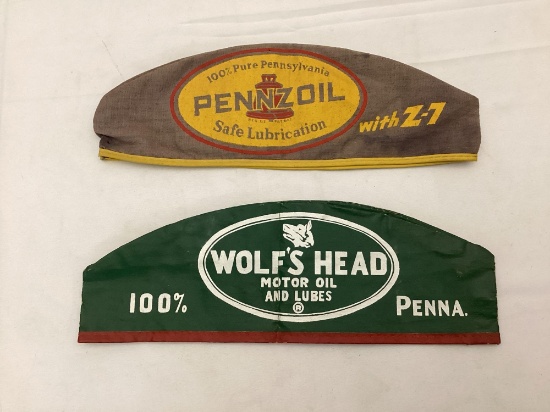 100% Pure Pennsylvania
PENNZOIL
Safe Lubrication
with Z-7
WOLF'S HEAD
MOTOR OIL
AND LUBES
®
100%
PENNA.